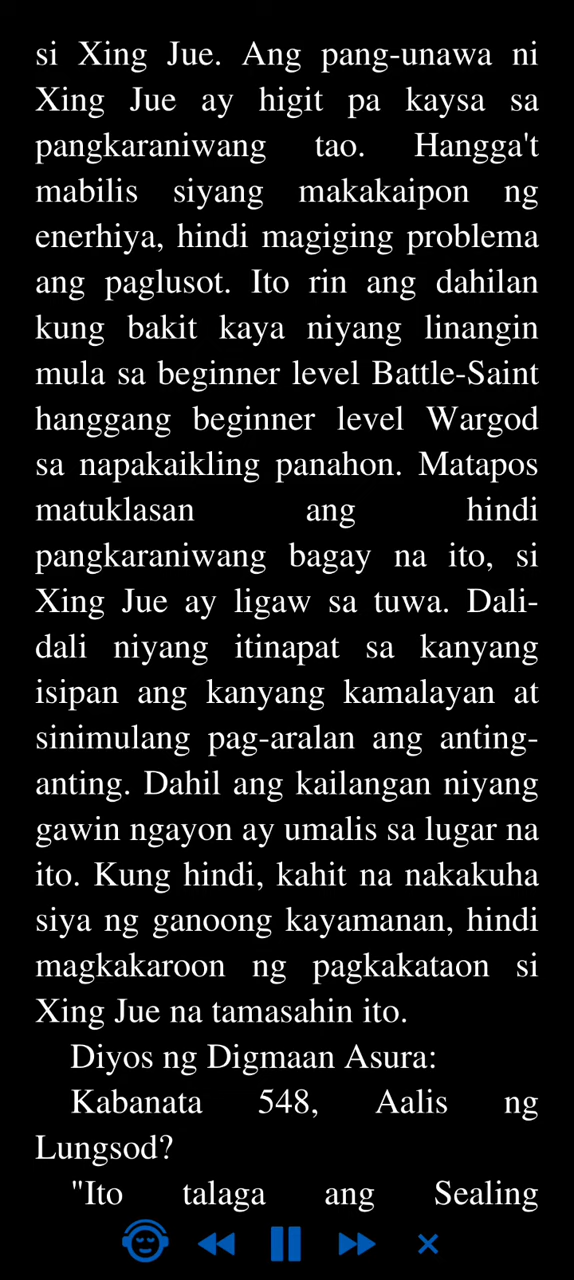 si Xing Jue. Ang pang-unawa ni
Xing Jue ay higit pa kaysa sa
pangkaraniwang tao. Hangga't
mabilis siyang makakaipon ng
enerhiya, hindi magiging problema
ang paglusot. Ito rin ang dahilan
kung bakit kaya niyang linangin
mula sa beginner level Battle-Saint
hanggang beginner level Wargod
sa napakaikling panahon. Matapos
matuklasan ang hindi
pangkaraniwang bagay na ito, si
Xing Jue ay ligaw sa tuwa. Dali-
dali niyang itinapat sa kanyang
isipan ang kanyang kamalayan at
sinimulang pag-aralan ang anting-
anting. Dahil ang kailangan niyang
gawin ngayon ay umalis sa lugar na
ito. Kung hindi, kahit na nakakuha
siya ng ganoong kayamanan, hindi
magkakaroon ng pagkakataon si
Xing Jue na tamasahin ito.
Diyos ng Digmaan Asura:
Kabanata 548, Aalis ng
Lungsod?
"Ito talaga ang Sealing